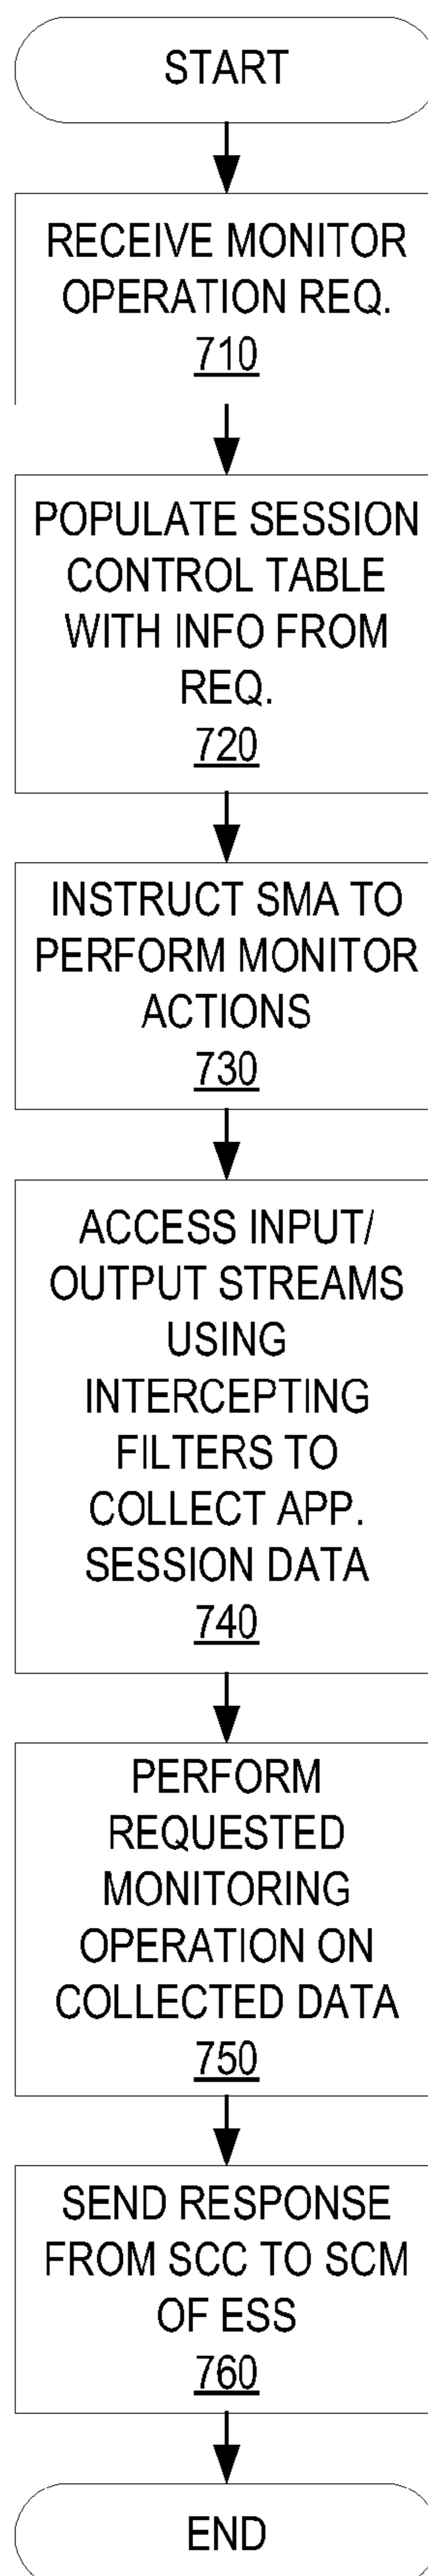 START
RECEIVE MONITOR
OPERATION REQ.
710
POPULATE SESSION
CONTROL TABLE
WITH INFO FROM
REQ.
720
INSTRUCT SMA TO
PERFORM MONITOR
ACTIONS
730
ACCESS INPUT/
OUTPUT STREAMS
USING
INTERCEPTING
FILTERS TO
COLLECT APP.
SESSION DATA
740
PERFORM
REQUESTED
MONITORING
OPERATION ON
COLLECTED DATA
750
SEND RESPONSE
FROM SCC TO SCM
OF ESS
760
END